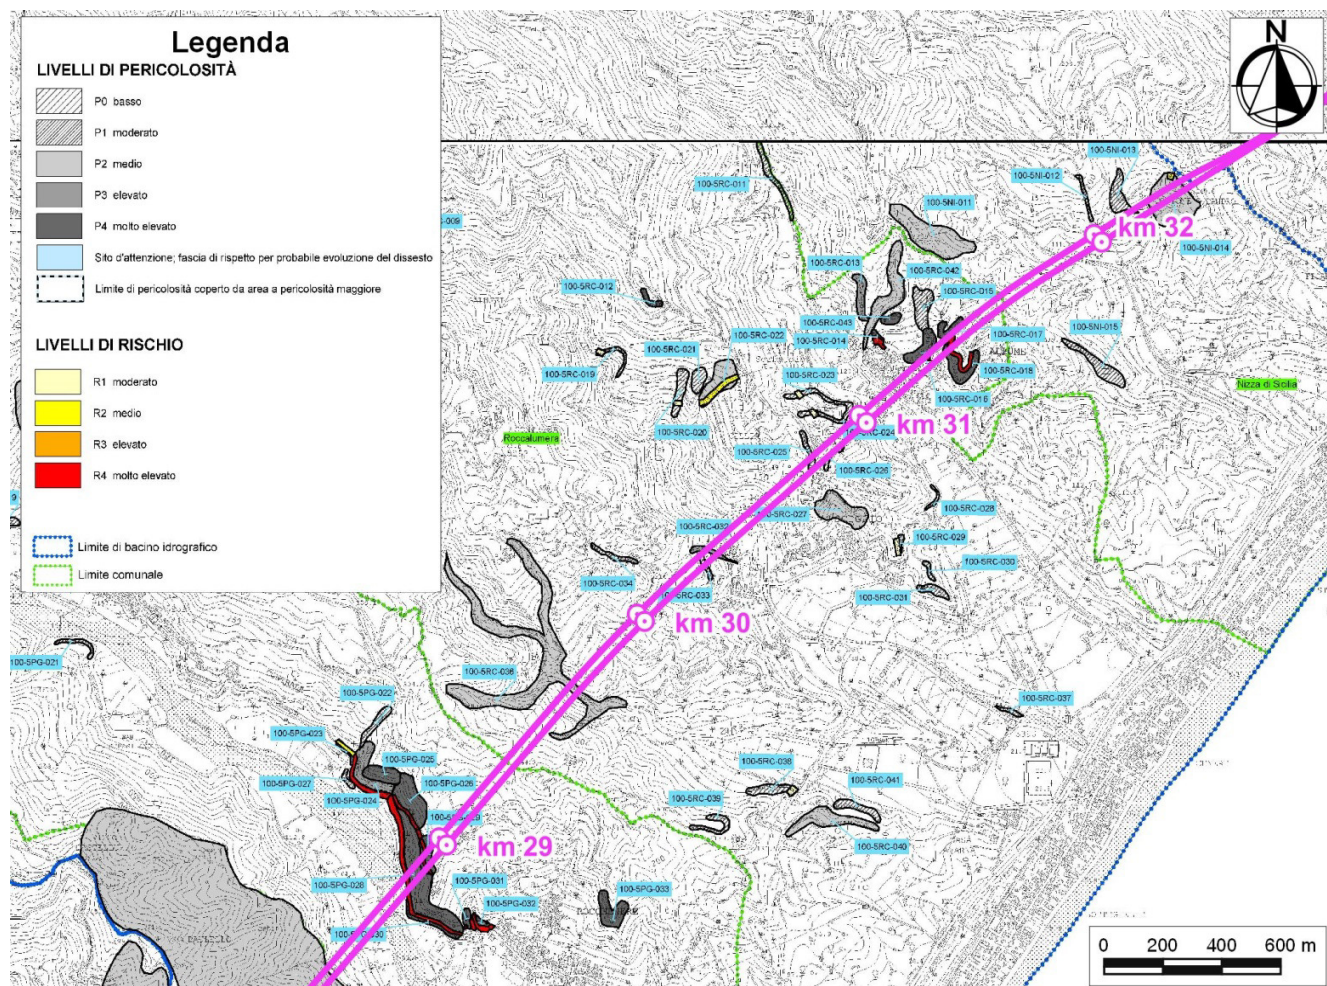 Legenda
LIVELLI DI PERICOLOSITÀ
P0 basso
P1 moderato
P2 medio
P3 elevato
P4 molto elevato
Sito d'attenzione; fascia di rispetto per probabile evoluzione del dissesto
Limite di pericolosità coperto da area a pericolosità maggiore
LIVELLI DI RISCHIO
R1 moderato
R2 medio
R3 elevato
R4 molto elevato
Limite di bacino idrografico
Limite comunale
N
100-5NI-013
100-5NI-012
100-5RC-011
100-5NI-011
km 32
100-5NI-014
100-5RC-013
100-5RC-042
100-5RC-012
100-5RC-015
100-5RC-043
100-5NI-015
100-5RC-022
100-5RC-014
100-5RC-017
100-5RC-021
100-5RC-019
100-5RC-018
100-5RC-023
Nizza di Sicilia
100-5RC-016
100-5RC-020
km 31
100-5RC-024
Roccalumera
100-5RC-025
100-5RC-026
100-5RC-027
100-5RC-028
100-5RC-032
100-5RC-029
100-5RC-030
100-5RC-034
100-5RC-033
100-5RC-031
km 30
100-5PG-021
100-5RC-036
100-5PG-022
100-5RC-037
100-5PG-023
100-5PG-025
100-5RC-038
100-5PG-027
100-5PG-026
100-5PG-024
100-5RC-039
100-5RC-041
km 29
100-5RC-040
100-5PG-028
100-5PG-031
100-5PG-033
100-5PG-032
0 200 400 600 m